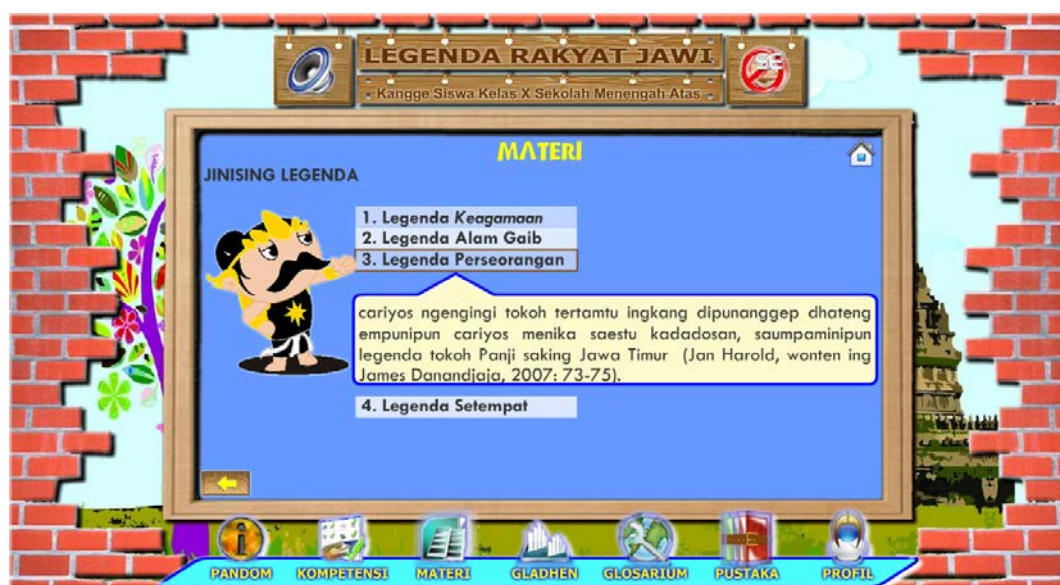 LEGENDA RAKYAT JAWI
Kangge Siswa Kelas X Sekolah Menengah Atas
SE
MATERI
JINISING LEGENDA
1. Legenda Keagamaan
2. Legenda Alam Gaib
3. Legenda Perseorangan
cariyos ngengingi tokoh tertamtu ingkang dipunanggep dhateng
empunipun cariyos menika saestu kadadosan, saumpaminipun
legenda tokoh Panji saking Jawa Timur (Jan Harold, wonten ing
James Danandjaja, 2007: 73-75).
4. Legenda Setempat
PANDOM KOMPETENSI MATERI GLADHEN GLOSARIUM PUSTAKA PROFIL